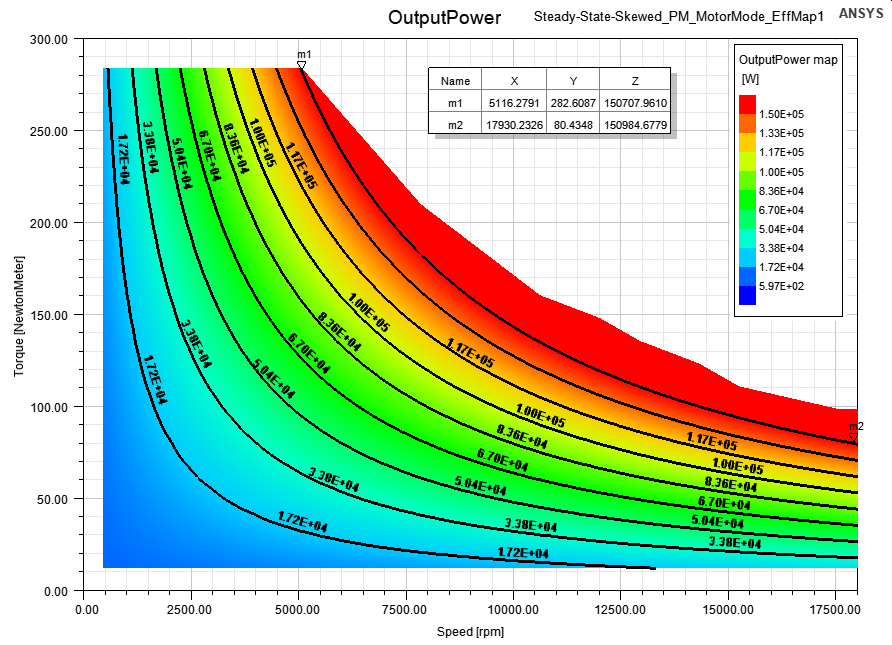 OutputPower
Steady-State-Skewed_PM_MotorMode_EffMap1
ANSYS
300.00
250.00
200.00
150.00
100.00
50.00
0.00
Torque [NewtonMeter]
0.00 2500.00 5000.00 7500.00 10000.00 12500.00 15000.00 17500.00
Speed [rpm]
m1
m2
Name X Y Z
m1 5116.2791 282.6087 150707.9610
m2 17930.2326 80.4348 150984.6779
OutputPower map
[W]
1.50E+05
1.33E+05
1.17E+05
1.00E+05
8.36E+04
6.70E+04
5.04E+04
3.38E+04
1.72E+04
5.97E+02
1.72E+04
3.38E+04
5.04E+04
6.70E+04
8.36E+04
1.00E+05
1.17E+05
1.72E+04
3.38E+04
5.04E+04
6.70E+04
8.36E+04
1.00E+05
1.17E+05
1.72E+04
3.38E+04
5.04E+04
6.70E+04
8.36E+04
1.00E+05
1.17E+05
1.72E+04
3.38E+04
3.38E+04
5.04E+04
6.70E+04
8.36E+04
1.00E+05